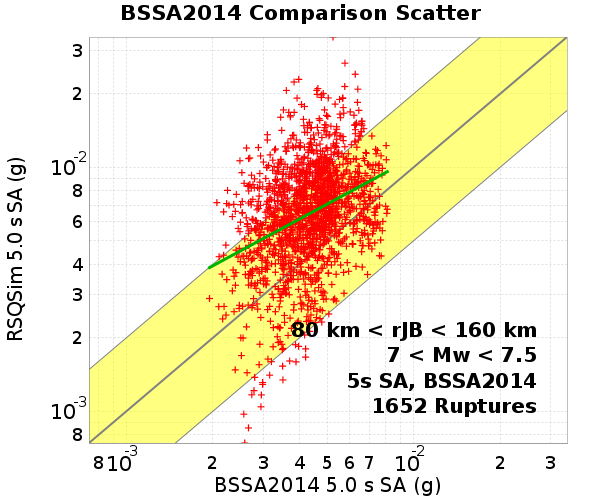 BSSA2014 Comparison Scatter
RSQSim 5.0 s SA (g)
3
2
10-2
8
6
4
3
2
10-3
8
80 km < rJB < 160 km
7 < Mw < 7.5
5s SA, BSSA2014
1652 Ruptures
8 10-3 2 3 4 5 6 7 10-2 2 3
BSSA2014 5.0 s SA (g)